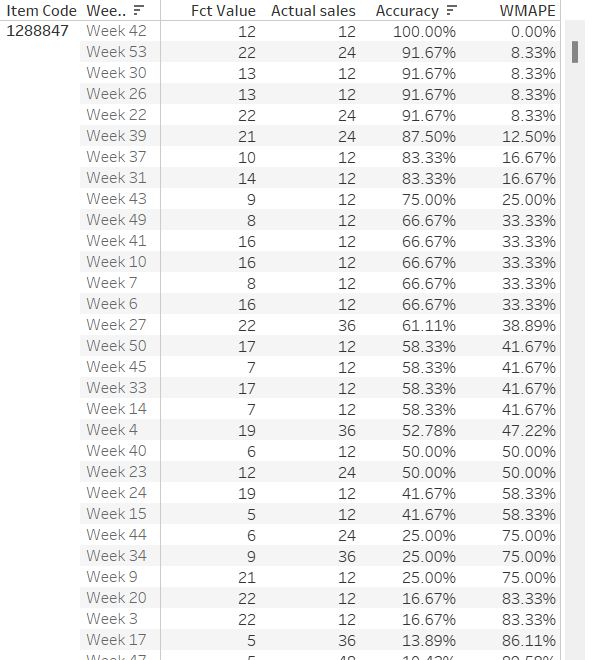 Item Code Wee.. Fct Value Actual sales Accuracy WMAPE
1288847 Week 42 12 12 100.00% 0.00%
Week 53 22 24 91.67% 8.33%
Week 30 13 12 91.67% 8.33%
Week 26 13 12 91.67% 8.33%
Week 22 22 24 91.67% 8.33%
Week 39 21 24 87.50% 12.50%
Week 37 10 12 83.33% 16.67%
Week 31 14 12 83.33% 16.67%
Week 43 9 12 75.00% 25.00%
Week 49 8 12 66.67% 33.33%
Week 41 16 12 66.67% 33.33%
Week 10 16 12 66.67% 33.33%
Week 7 8 12 66.67% 33.33%
Week 6 16 12 66.67% 33.33%
Week 27 22 36 61.11% 38.89%
Week 50 17 12 58.33% 41.67%
Week 45 7 12 58.33% 41.67%
Week 33 17 12 58.33% 41.67%
Week 14 7 12 58.33% 41.67%
Week 4 19 36 52.78% 47.22%
Week 40 6 12 50.00% 50.00%
Week 23 12 24 50.00% 50.00%
Week 24 19 12 41.67% 58.33%
Week 15 5 12 41.67% 58.33%
Week 44 6 24 25.00% 75.00%
Week 34 9 36 25.00% 75.00%
Week 9 21 12 25.00% 75.00%
Week 20 22 12 16.67% 83.33%
Week 3 22 12 16.67% 83.33%
Week 17 5 36 13.89% 86.11%
Week 47 5 48 10.42% 89.58%